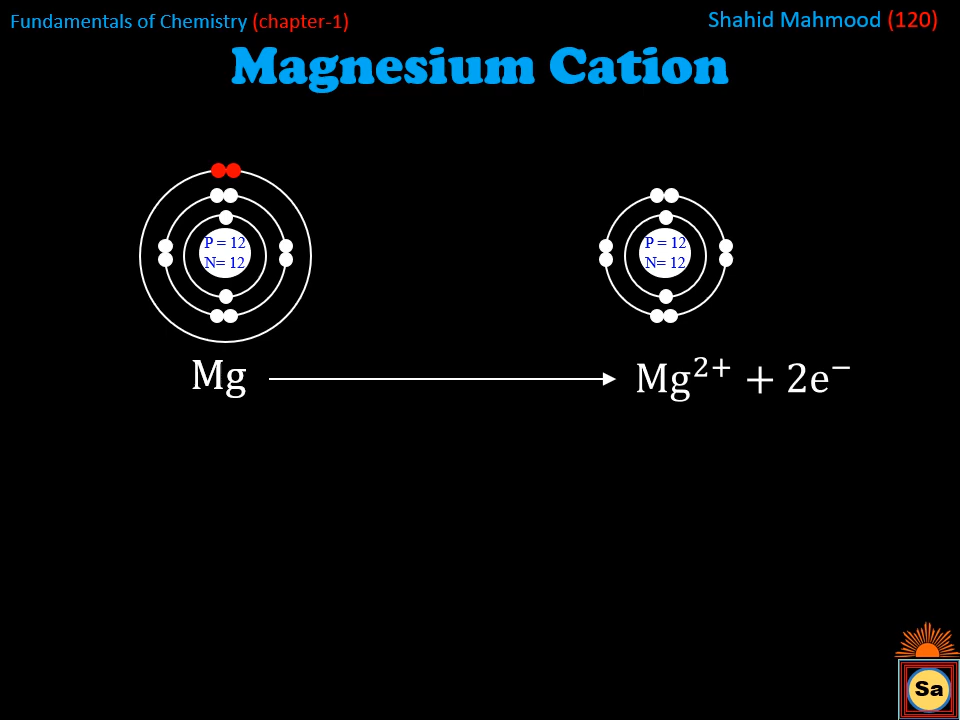 Fundamentals of Chemistry (chapter-1)
Shahid Mahmood (120)
Magnesium Cation
P = 12
N= 12
P = 12
N= 12
Mg
Mg²⁺ + 2e⁻
Sa